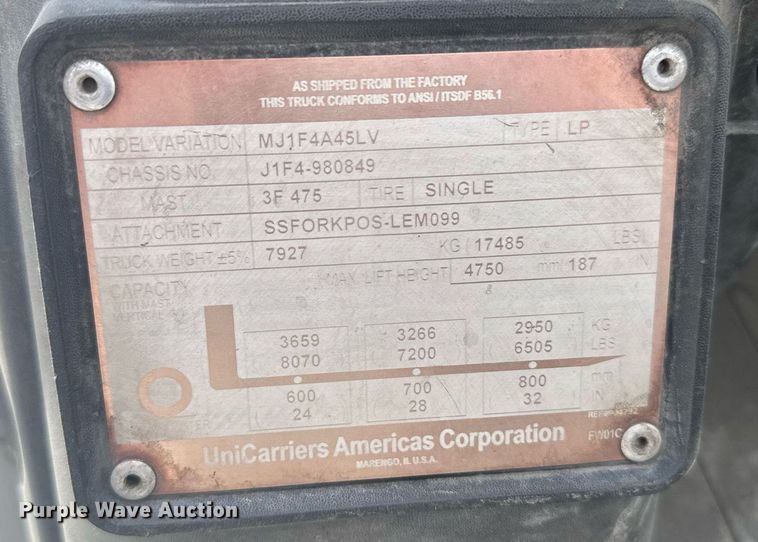 AS SHIPPED FROM THE FACTORY
THIS TRUCK CONFORMS TO ANSI / ITSDF B56.1
MODEL VARIATION MJ1F4A45LV TYPE LP
CHASSIS NO. J1F4-980849
MAST 3F 475 TIRE SINGLE
ATTACHMENT SSFORKPOS-LEM099
TRUCK WEIGHT ±5% 7927 KG / 17485 LBS
CAPACITY MAX. LIFT HEIGHT 4750 mm 187 IN
WITH MAST
VERTICAL
3659 3266 2950 KG
8070 7200 6505 LBS
600 700 800 mm
24 28 32 IN
UniCarriers Americas Corporation
MARENGO, IL U.S.A.
Purple Wave Auction